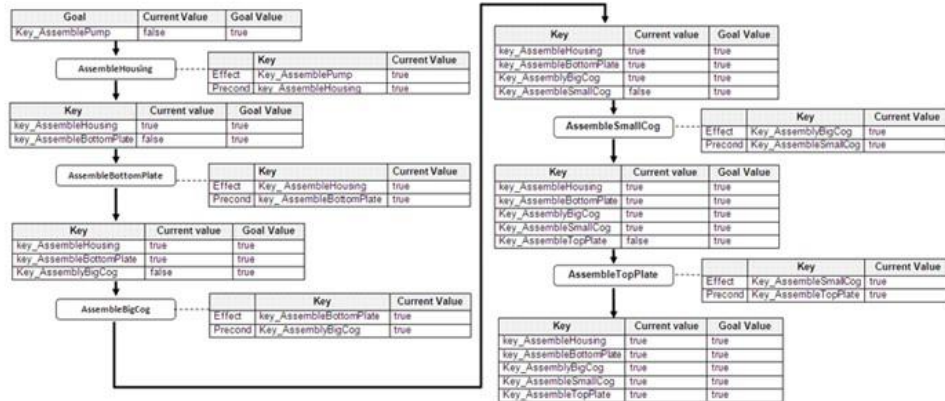 Goal Current Value Goal Value
Key_AssemblePump false true
AssembleHousing
Key Current Value
Effect Key_AssemblePump true
Precond key_AssembleHousing true
Key Current value Goal Value
key_AssembleHousing true true
key_AssembleBottomPlate false true
AssembleBottomPlate
Key Current Value
Effect Key_AssembleHousing true
Precond key_AssembleBottomPlate true
Key Current value Goal Value
key_AssembleHousing true true
key_AssembleBottomPlate true true
Key_AssemblyBigCog false true
AssembleBigCog
Key Current Value
Effect key_AssembleBottomPlate true
Precond Key_AssemblyBigCog true
Key Current value Goal Value
key_AssembleHousing true true
key_AssembleBottomPlate true true
Key_AssemblyBigCog true true
Key_AssembleSmallCog false true
AssembleSmallCog
Key Current Value
Effect Key_AssemblyBigCog true
Precond Key_AssembleSmallCog true
Key Current value Goal Value
key_AssembleHousing true true
key_AssembleBottomPlate true true
Key_AssemblyBigCog true true
Key_AssembleSmallCog true true
Key_AssembleTopPlate false true
AssembleTopPlate
Key Current Value
Effect Key_AssembleSmallCog true
Precond Key_AssembleTopPlate true
Key Current value Goal Value
key_AssembleHousing true true
key_AssembleBottomPlate true true
Key_AssemblyBigCog true true
Key_AssembleSmallCog true true
Key_AssembleTopPlate true true